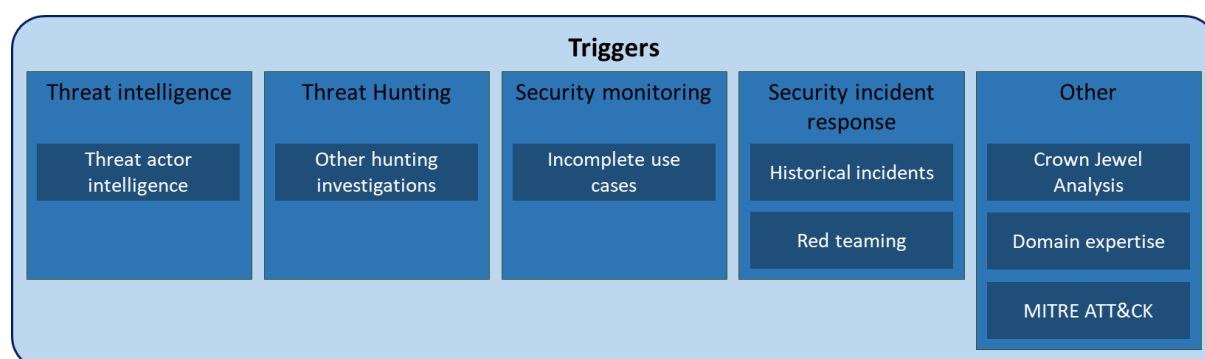 Triggers
Threat intelligence
Threat actor
intelligence
Threat Hunting
Other hunting
investigations
Security monitoring
Incomplete use
cases
Security incident
response
Historical incidents
Red teaming
Other
Crown Jewel
Analysis
Domain expertise
MITRE ATT&CK